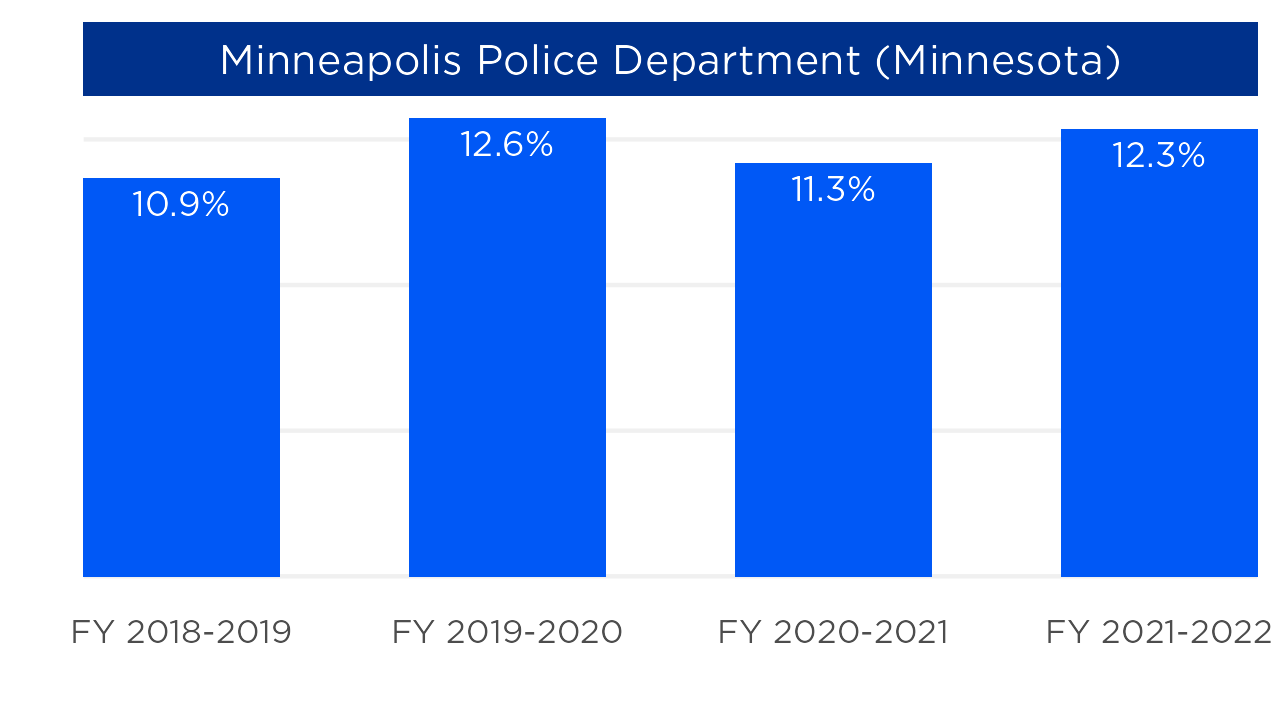 Minneapolis Police Department (Minnesota)
10.9%
12.6%
11.3%
12.3%
FY 2018-2019
FY 2019-2020
FY 2020-2021
FY 2021-2022